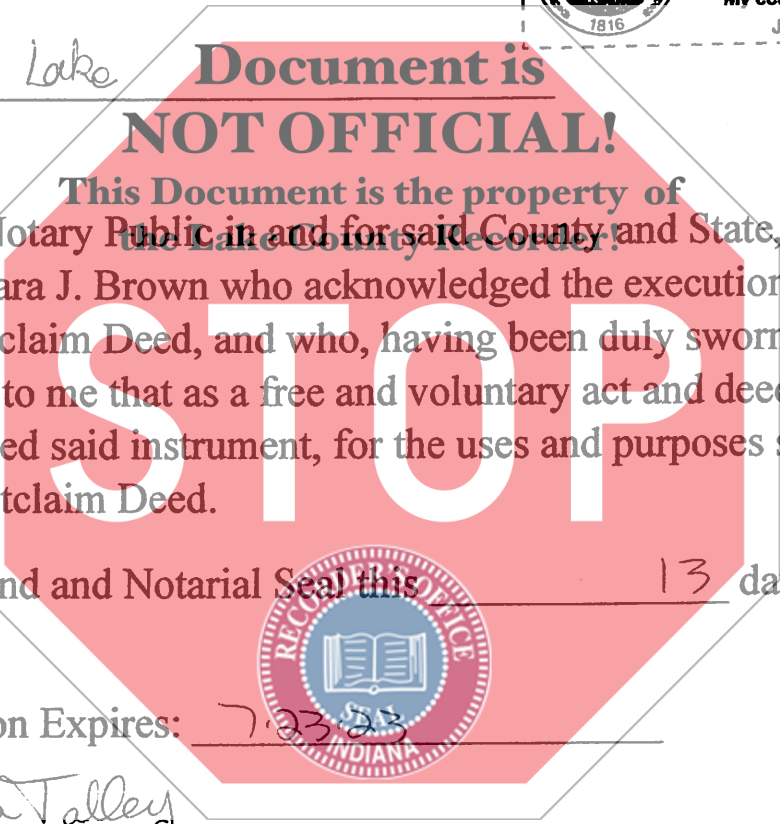 1816
Lake
Document is
NOT OFFICIAL!
This Document is the property of
the Lake County Recorder!
Notary Public in and for said County and State,
ara J. Brown who acknowledged the execution
claim Deed, and who, having been duly sworn
to me that as a free and voluntary act and deed
ed said instrument, for the uses and purposes s
tclaim Deed.
STOP
nd and Notarial Seal this 13 da
RECORDER'S OFFICE
SEAL
INDIANA
on Expires: 7.23.23
Talley